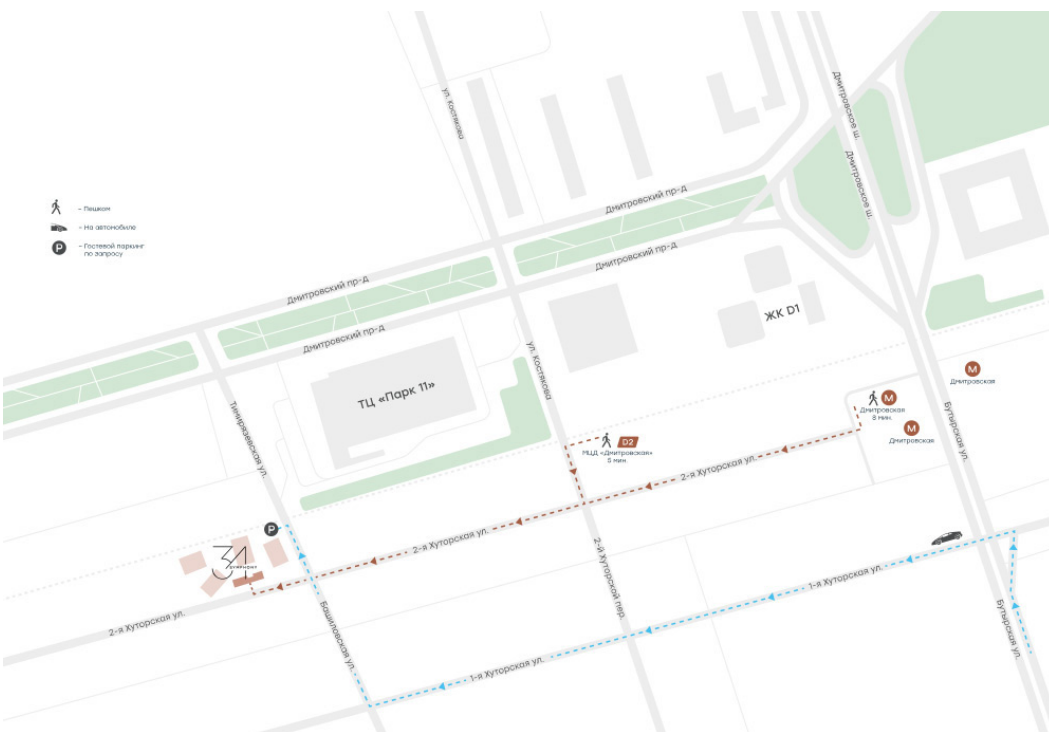 ул. Костякова
Дмитровское ш.
Дмитровское ш.
– Пешком
– На автомобиле
P
– Гостевой паркинг
по запросу
Дмитровский пр-д
Дмитровский пр-д
Дмитровский пр-д
Дмитровский пр-д
ЖК D1
ул. Костякова
ТЦ «Парк 11»
М
Дмитровская
М
Дмитровская
8 мин.
М
Дмитровская
Бутырская ул.
Тимирязевская ул.
D2
МЦД «Дмитровская»
5 мин
2-я Хуторская ул.
P
31
2-я Хуторская ул.
2-й Хуторской пер.
1-я Хуторская ул.
2-я Хуторская ул.
Башиловская ул.
Бутырская ул.
1-я Хуторская ул.